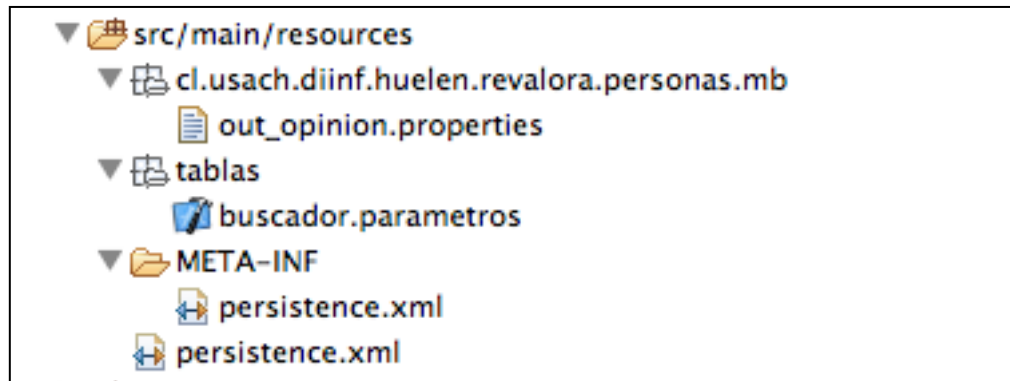 src/main/resources
cl.usach.diinf.huelen.revalora.personas.mb
out_opinion.properties
tablas
buscador.parametros
META-INF
persistence.xml
persistence.xml